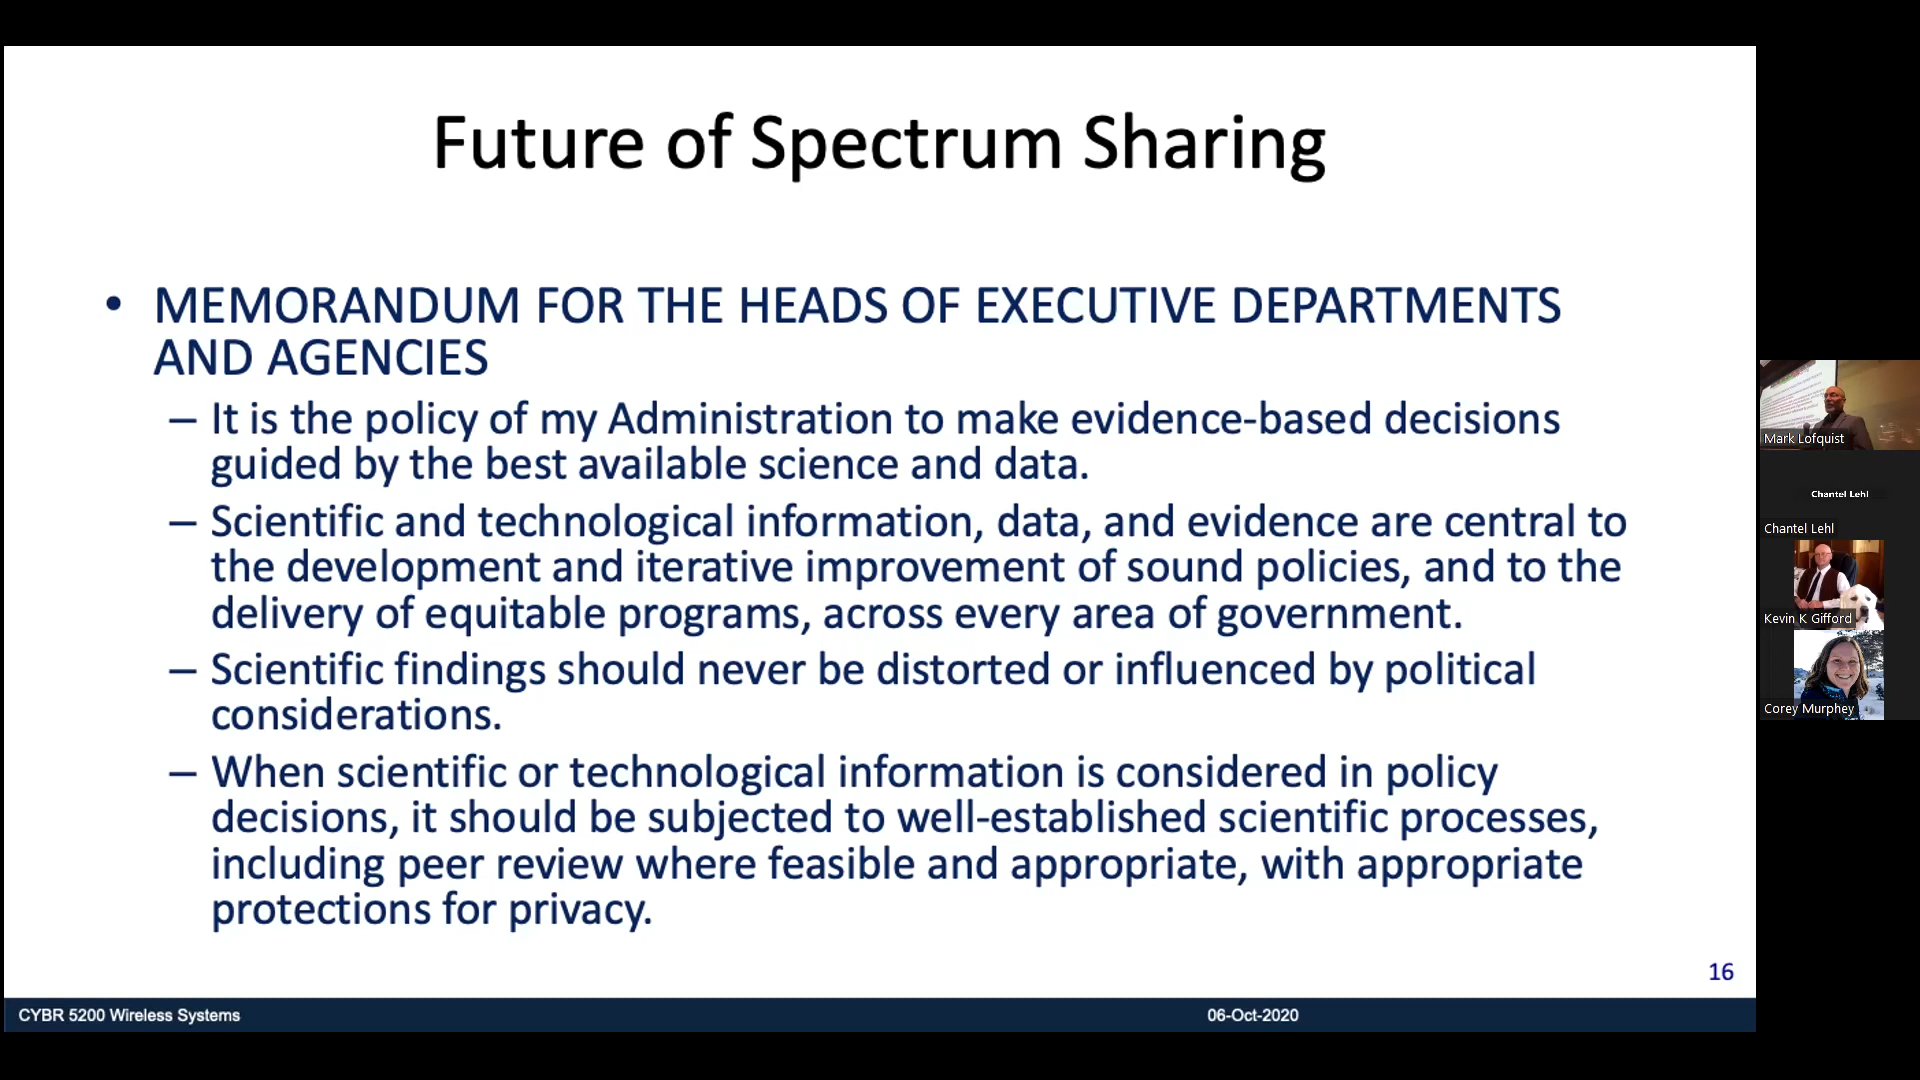 Future of Spectrum Sharing
• MEMORANDUM FOR THE HEADS OF EXECUTIVE DEPARTMENTS
AND AGENCIES
– It is the policy of my Administration to make evidence-based decisions
guided by the best available science and data.
– Scientific and technological information, data, and evidence are central to
the development and iterative improvement of sound policies, and to the
delivery of equitable programs, across every area of government.
– Scientific findings should never be distorted or influenced by political
considerations.
– When scientific or technological information is considered in policy
decisions, it should be subjected to well-established scientific processes,
including peer review where feasible and appropriate, with appropriate
protections for privacy.
16
CYBR 5200 Wireless Systems
06-Oct-2020
Mark Lofquist
Chantel Lehl
Chantel Lehl
Kevin K Gifford
Corey Murphey